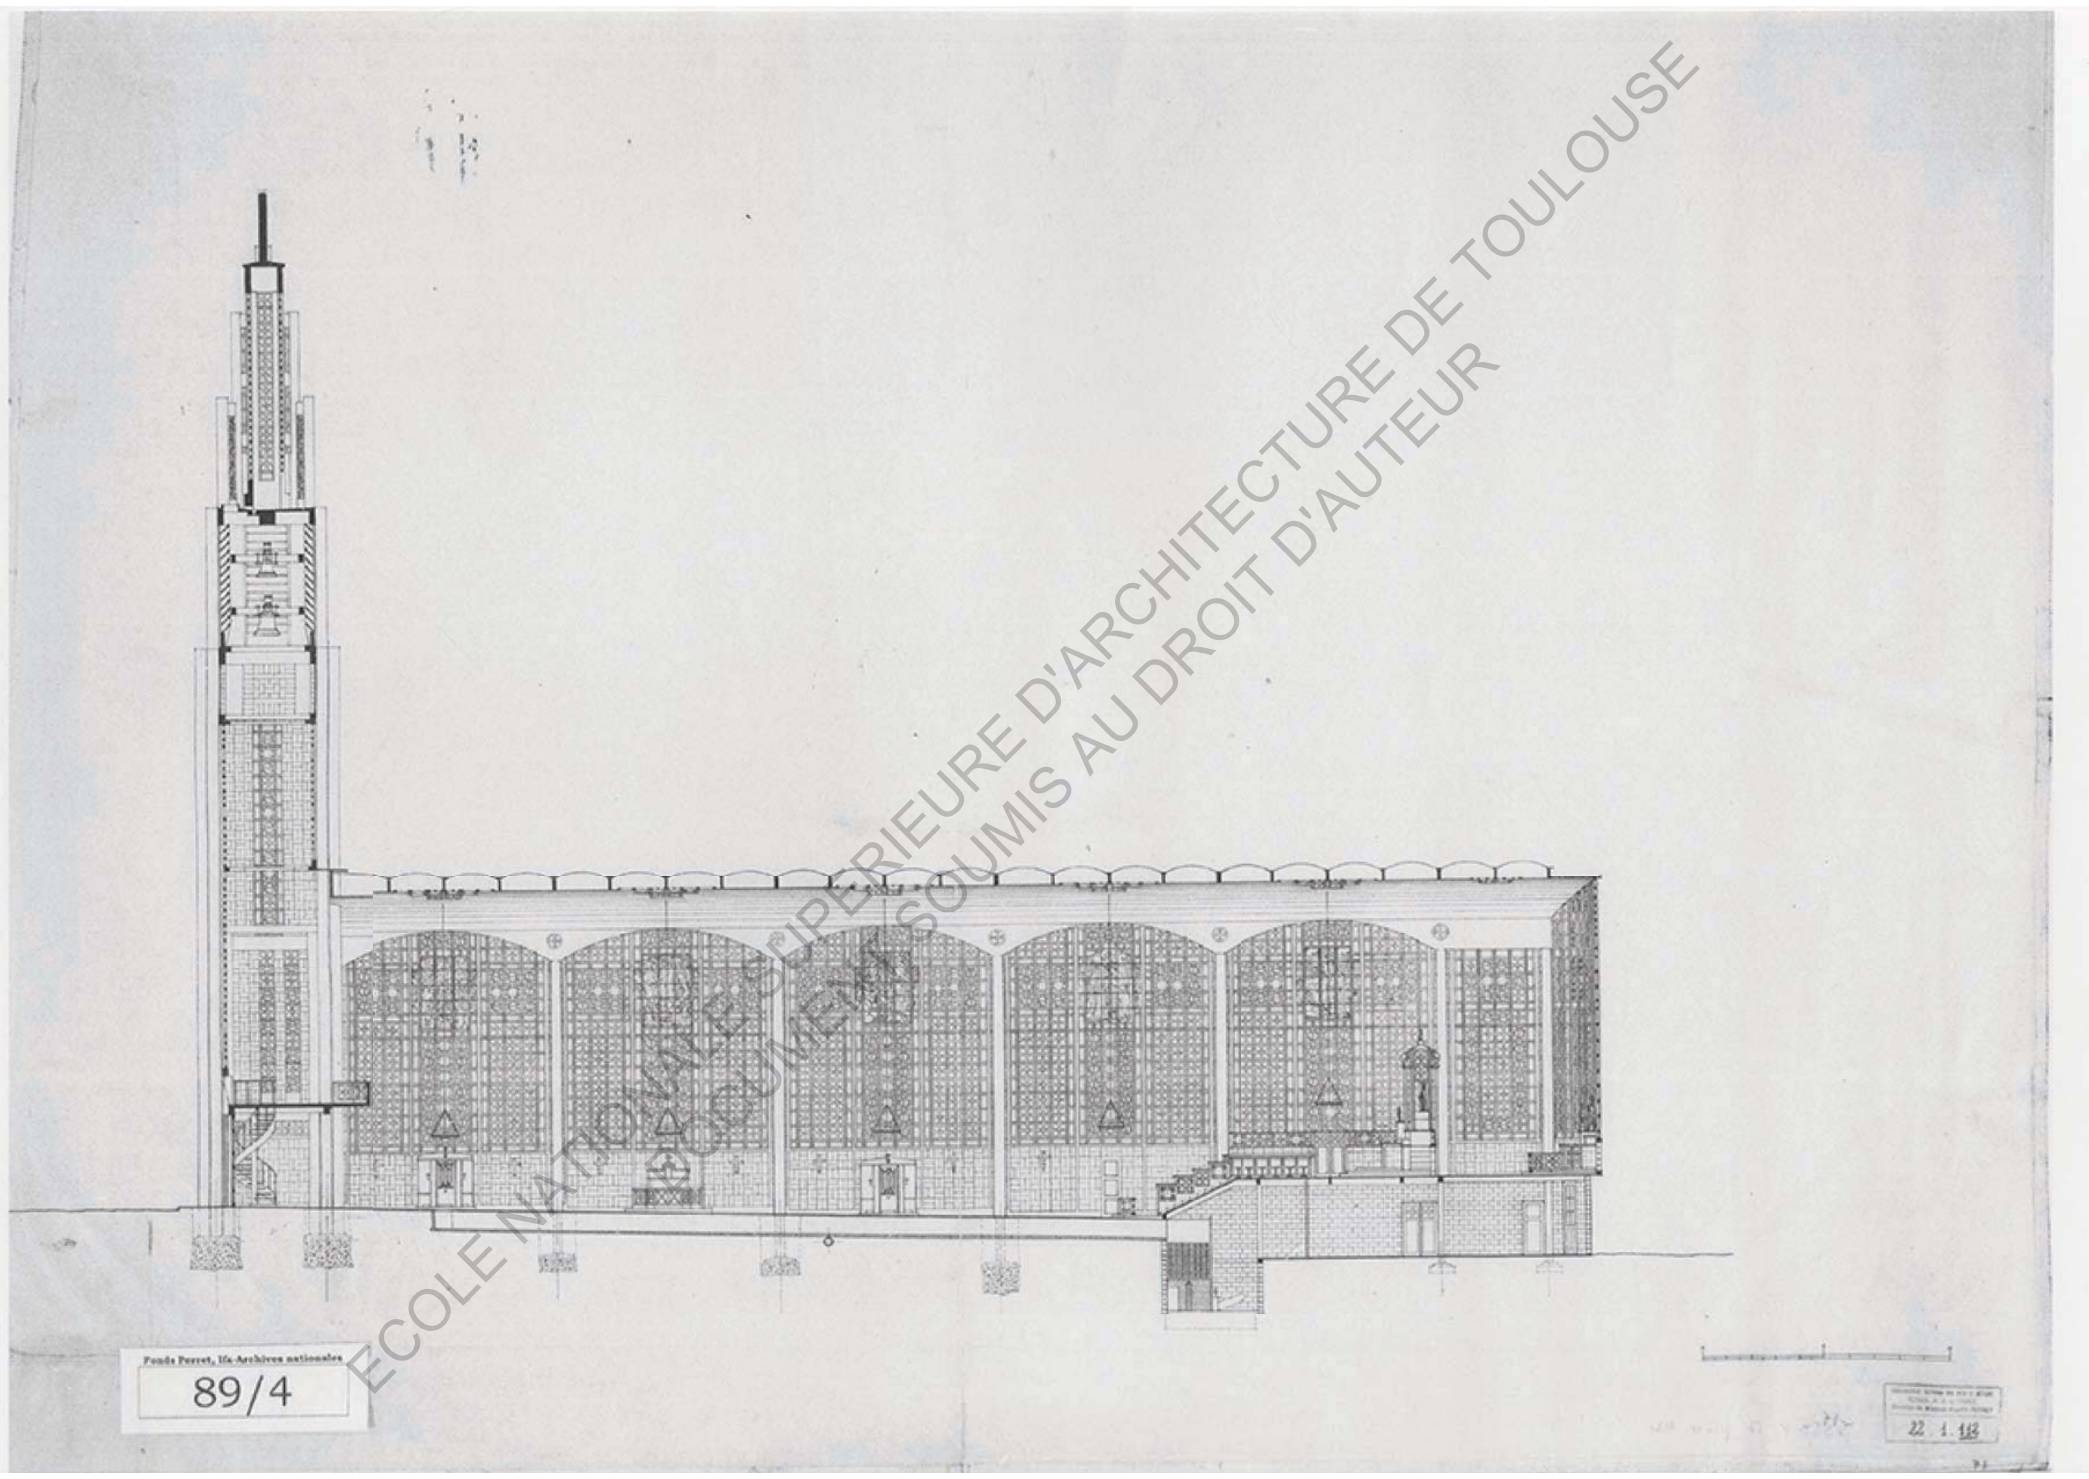 ECOLE NATIONALE SUPERIEURE D'ARCHITECTURE DE TOULOUSE
DOCUMENT SOUMIS AU DROIT D'AUTEUR
Fonds Perret, Ifa-Archives nationales
89/4
22 . 1 .